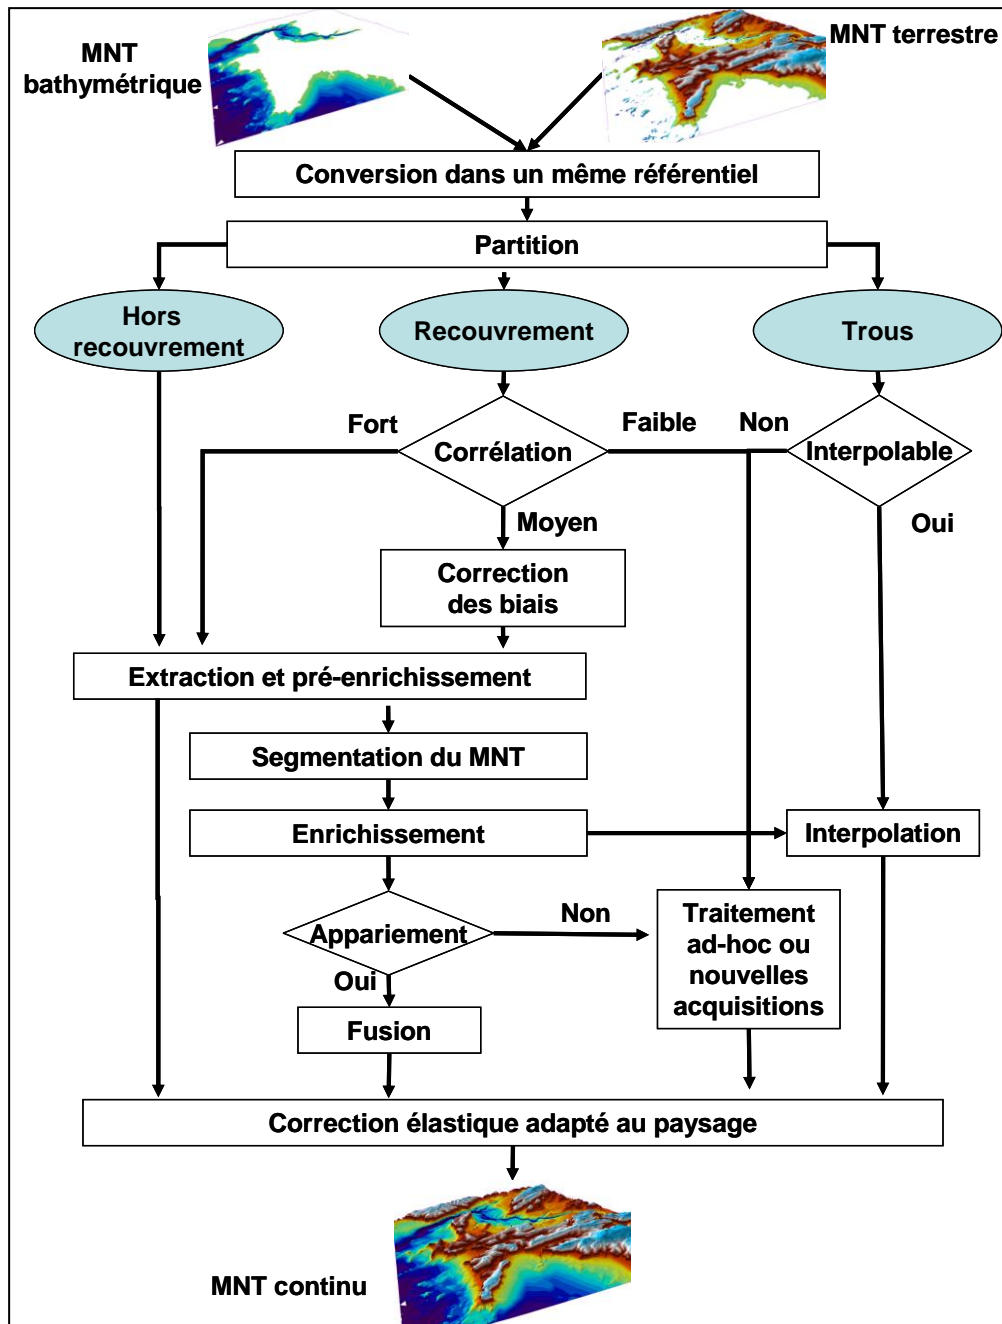 MNT
bathymétrique
MNT terrestre
Conversion dans un même référentiel
Partition
Hors
recouvrement
Recouvrement
Trous
Fort
Corrélation
Faible
Non
Interpolable
Moyen
Oui
Correction
des biais
Extraction et pré-enrichissement
Segmentation du MNT
Enrichissement
Interpolation
Appariement
Non
Oui
Traitement
ad-hoc ou
nouvelles
acquisitions
Fusion
Correction élastique adapté au paysage
MNT continu